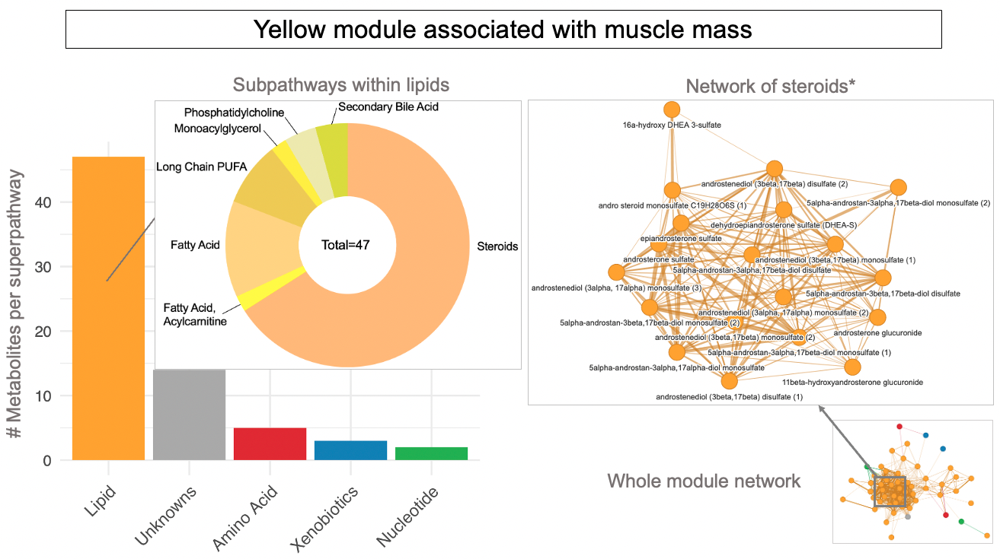 Yellow module associated with muscle mass
Subpathways within lipids
Network of steroids*
# Metabolites per superpathway
40
30
20
10
0
Lipid
Unknowns
Amino Acid
Xenobiotics
Nucleotide
Phosphatidylcholine
Secondary Bile Acid
Monoacylglycerol
Long Chain PUFA
Fatty Acid
Total=47
Steroids
Fatty Acid,
Acylcarnitine
16a-hydroxy DHEA 3-sulfate
androstenediol (3beta,17beta) disulfate (2)
andro steroid monosulfate C19H28O6S (1)
5alpha-androstan-3alpha,17beta-diol monosulfate (2)
dehydroepiandrosterone sulfate (DHEA-S)
epiandrosterone sulfate
androsterone sulfate
androstenediol (3beta,17beta) monosulfate (1)
5alpha-androstan-3alpha,17beta-diol disulfate
androstenediol (3alpha, 17alpha) monosulfate (3)
5alpha-androstan-3beta,17beta-diol disulfate
androstenediol (3alpha, 17alpha) monosulfate (2)
5alpha-androstan-3beta,17beta-diol monosulfate (2)
androsterone glucuronide
androstenediol (3beta,17beta) monosulfate (2)
5alpha-androstan-3alpha,17beta-diol monosulfate (1)
5alpha-androstan-3alpha,17alpha-diol monosulfate
11beta-hydroxyandrosterone glucuronide
androstenediol (3beta,17beta) disulfate (1)
Whole module network